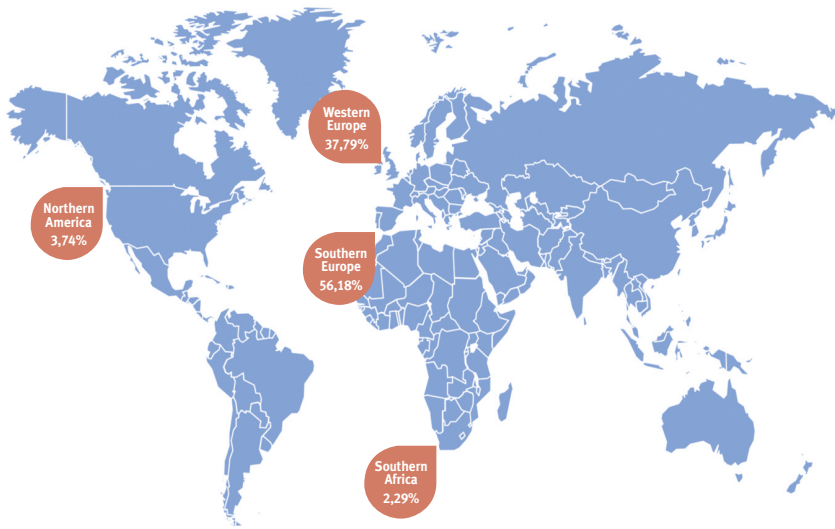 Western
Europe
37,79%
Northern
America
3,74%
Southern
Europe
56,18%
Southern
Africa
2,29%